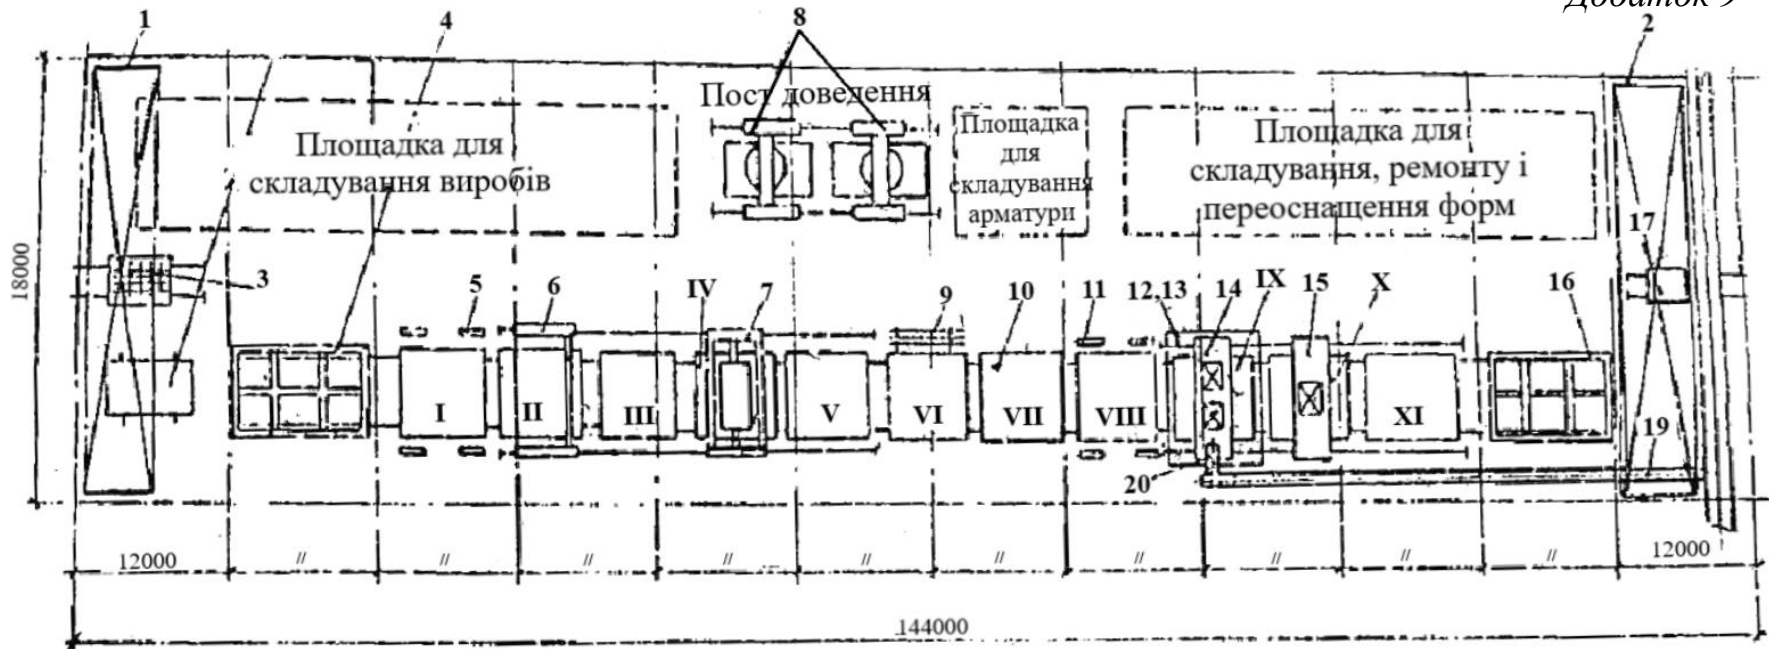 Додаток 9
1
4
8
2
Пост доведення
Площадка для
складування виробів
Площадка
для
складування
арматури
Площадка для
складування, ремонту і
переоснащення форм
17
3
5
6
IV
7
9
10
11
12
13
14
IX
15
X
16
I
II
III
V
VI
VII
VIII
XI
19
20
18000
12000
//
//
//
//
//
//
//
//
//
//
12000
144000